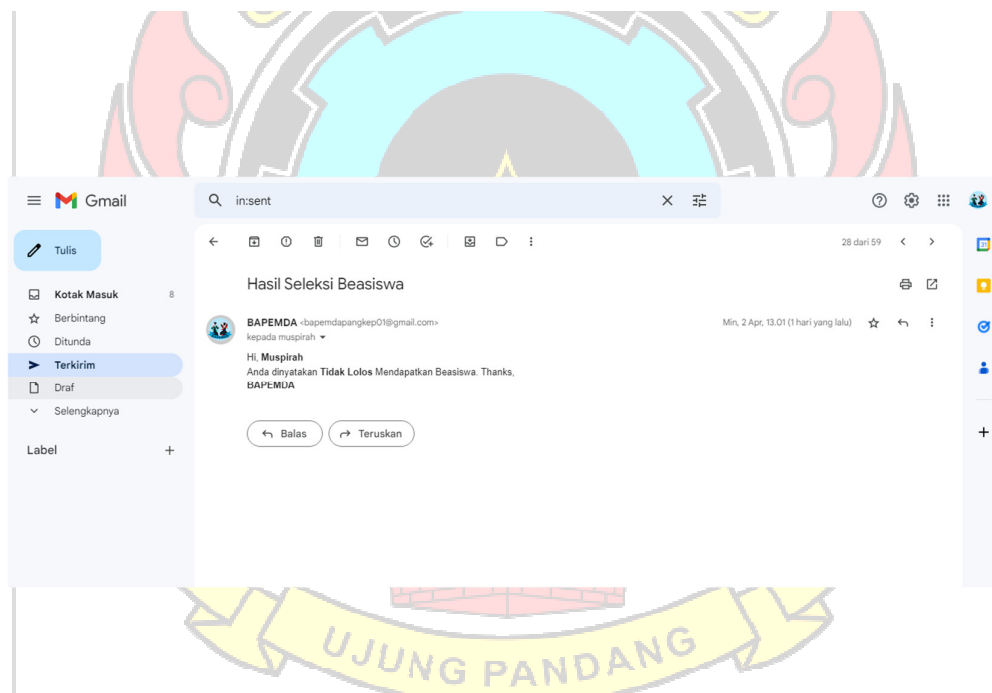 Gmail
in:sent
Tulis
28 dari 59
Kotak Masuk 8
Berbintang
Ditunda
Terkirim
Draf
Selengkapnya
Label
Hasil Seleksi Beasiswa
BAPEMDA <bapemdapangkep01@gmail.com>
Min, 2 Apr, 13.01 (1 hari yang lalu)
kepada muspirah
Hi, Muspirah
Anda dinyatakan Tidak Lolos Mendapatkan Beasiswa. Thanks,
BAPEMDA
Balas Teruskan
31
UJUNG PANDANG